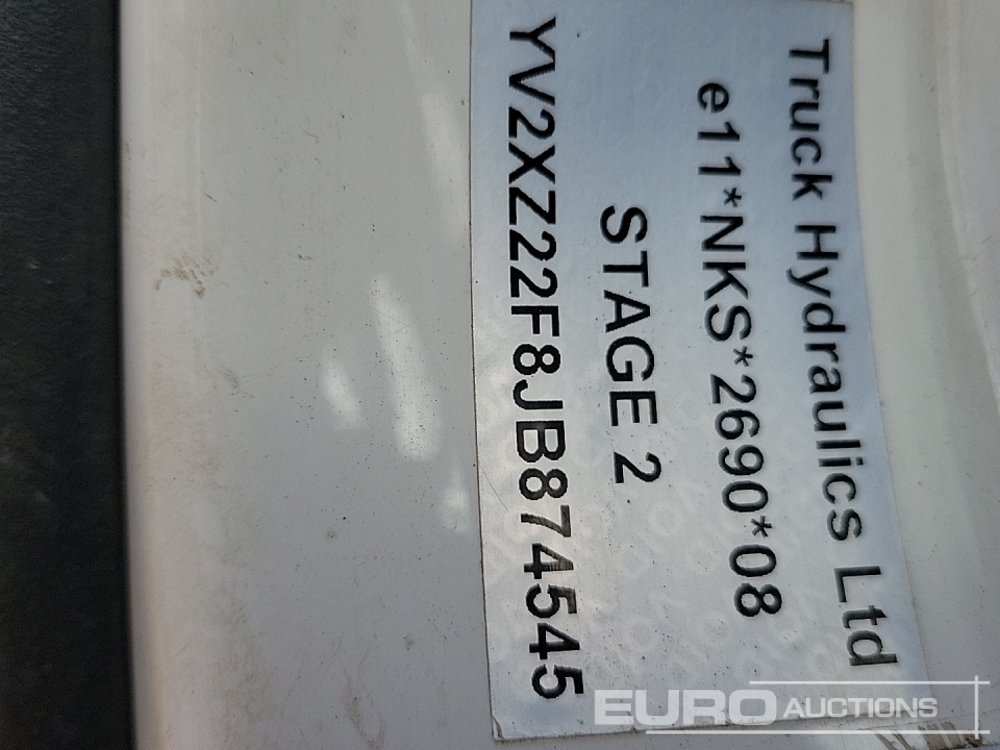 Truck Hydraulics Ltd
e11*NKS*2690*08
STAGE 2
YV2XZ22F8JB874545
EURO AUCTIONS